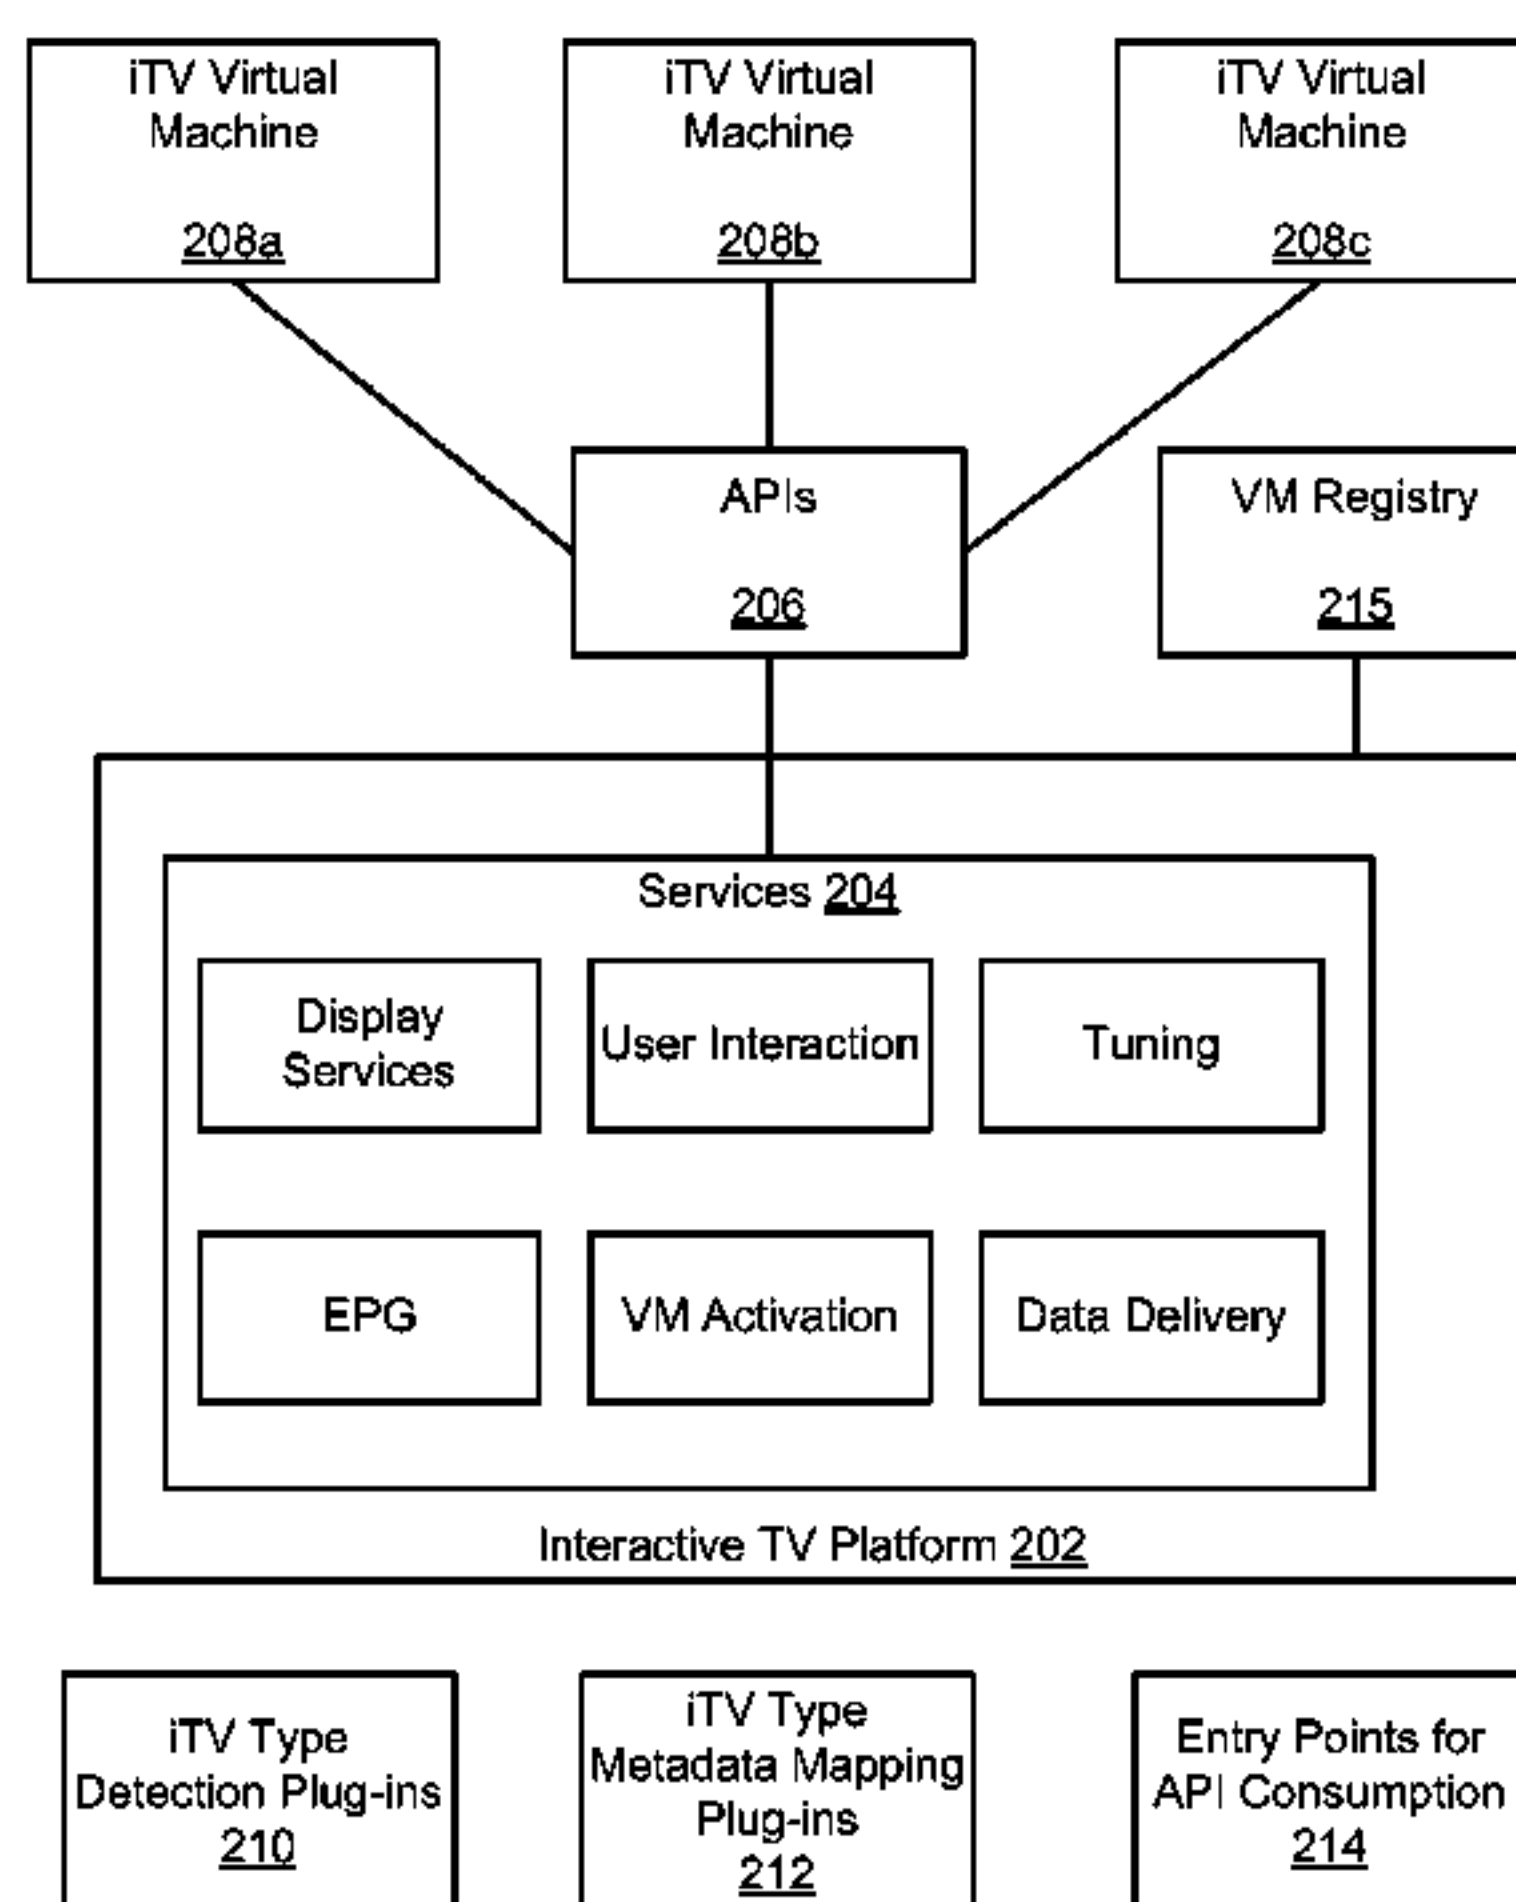 iTV Virtual
Machine
208a
iTV Virtual
Machine
208b
iTV Virtual
Machine
208c
APIs
206
VM Registry
215
Services 204
Display
Services
User Interaction
Tuning
EPG
VM Activation
Data Delivery
Interactive TV Platform 202
iTV Type
Detection Plug-ins
210
iTV Type
Metadata Mapping
Plug-ins
212
Entry Points for
API Consumption
214